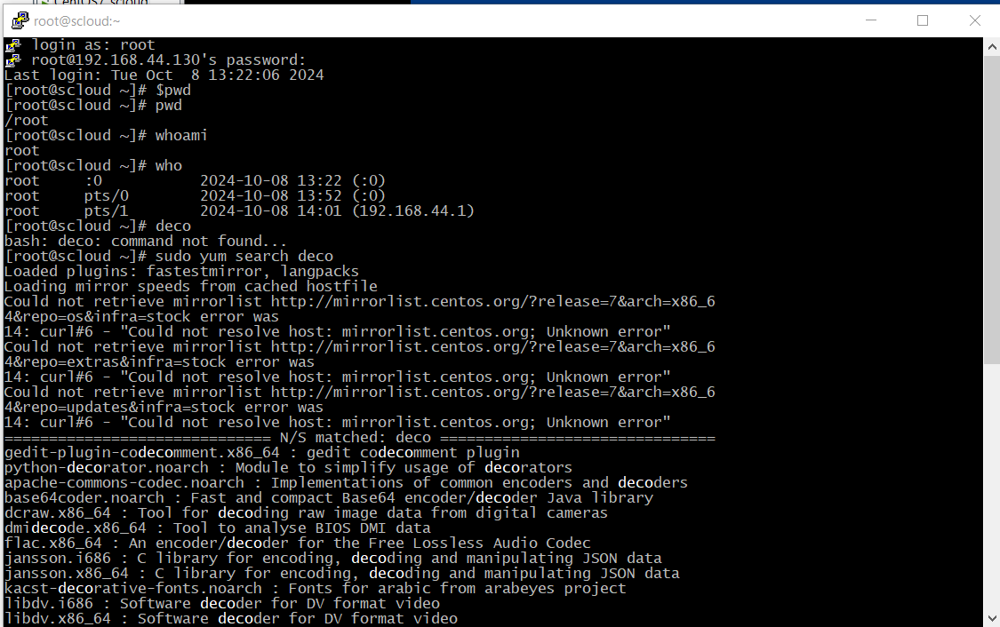 CentOS7_scloud
root@scloud:~
login as: root
root@192.168.44.130's password:
Last login: Tue Oct  8 13:22:06 2024
[root@scloud ~]# $pwd
[root@scloud ~]# pwd
/root
[root@scloud ~]# whoami
root
[root@scloud ~]# who
root     :0           2024-10-08 13:22 (:0)
root     pts/0        2024-10-08 13:52 (:0)
root     pts/1        2024-10-08 14:01 (192.168.44.1)
[root@scloud ~]# deco
bash: deco: command not found...
[root@scloud ~]# sudo yum search deco
Loaded plugins: fastestmirror, langpacks
Loading mirror speeds from cached hostfile
Could not retrieve mirrorlist http://mirrorlist.centos.org/?release=7&arch=x86_6
4&repo=os&infra=stock error was
14: curl#6 - "Could not resolve host: mirrorlist.centos.org; Unknown error"
Could not retrieve mirrorlist http://mirrorlist.centos.org/?release=7&arch=x86_6
4&repo=extras&infra=stock error was
14: curl#6 - "Could not resolve host: mirrorlist.centos.org; Unknown error"
Could not retrieve mirrorlist http://mirrorlist.centos.org/?release=7&arch=x86_6
4&repo=updates&infra=stock error was
14: curl#6 - "Could not resolve host: mirrorlist.centos.org; Unknown error"
============================== N/S matched: deco ===============================
gedit-plugin-codecomment.x86_64 : gedit codecomment plugin
python-decorator.noarch : Module to simplify usage of decorators
apache-commons-codec.noarch : Implementations of common encoders and decoders
base64coder.noarch : Fast and compact Base64 encoder/decoder Java library
dcraw.x86_64 : Tool for decoding raw image data from digital cameras
dmidecode.x86_64 : Tool to analyse BIOS DMI data
flac.x86_64 : An encoder/decoder for the Free Lossless Audio Codec
jansson.i686 : C library for encoding, decoding and manipulating JSON data
jansson.x86_64 : C library for encoding, decoding and manipulating JSON data
kacst-decorative-fonts.noarch : Fonts for arabic from arabeyes project
libdv.i686 : Software decoder for DV format video
libdv.x86_64 : Software decoder for DV format video